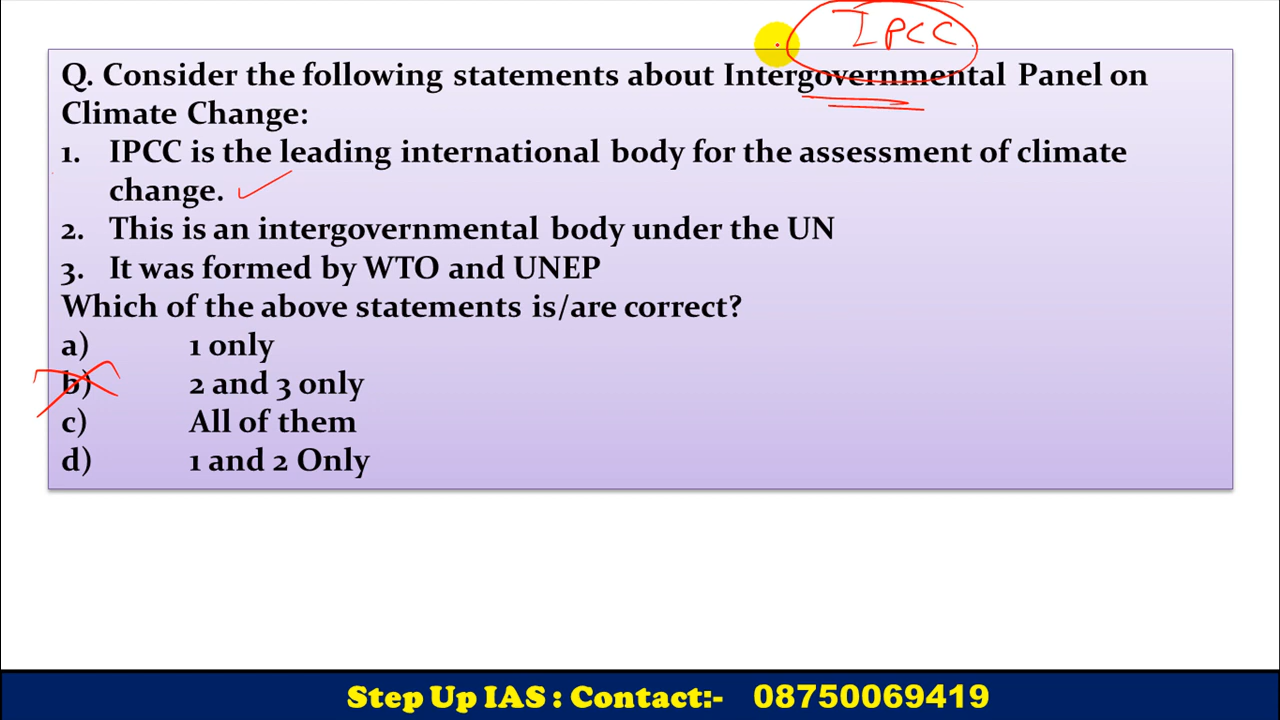 IPCC
Q. Consider the following statements about Intergovernmental Panel on
Climate Change:
1. IPCC is the leading international body for the assessment of climate
change.
2. This is an intergovernmental body under the UN
3. It was formed by WTO and UNEP
Which of the above statements is/are correct?
a) 1 only
b) 2 and 3 only
c) All of them
d) 1 and 2 Only
Step Up IAS : Contact:- 08750069419